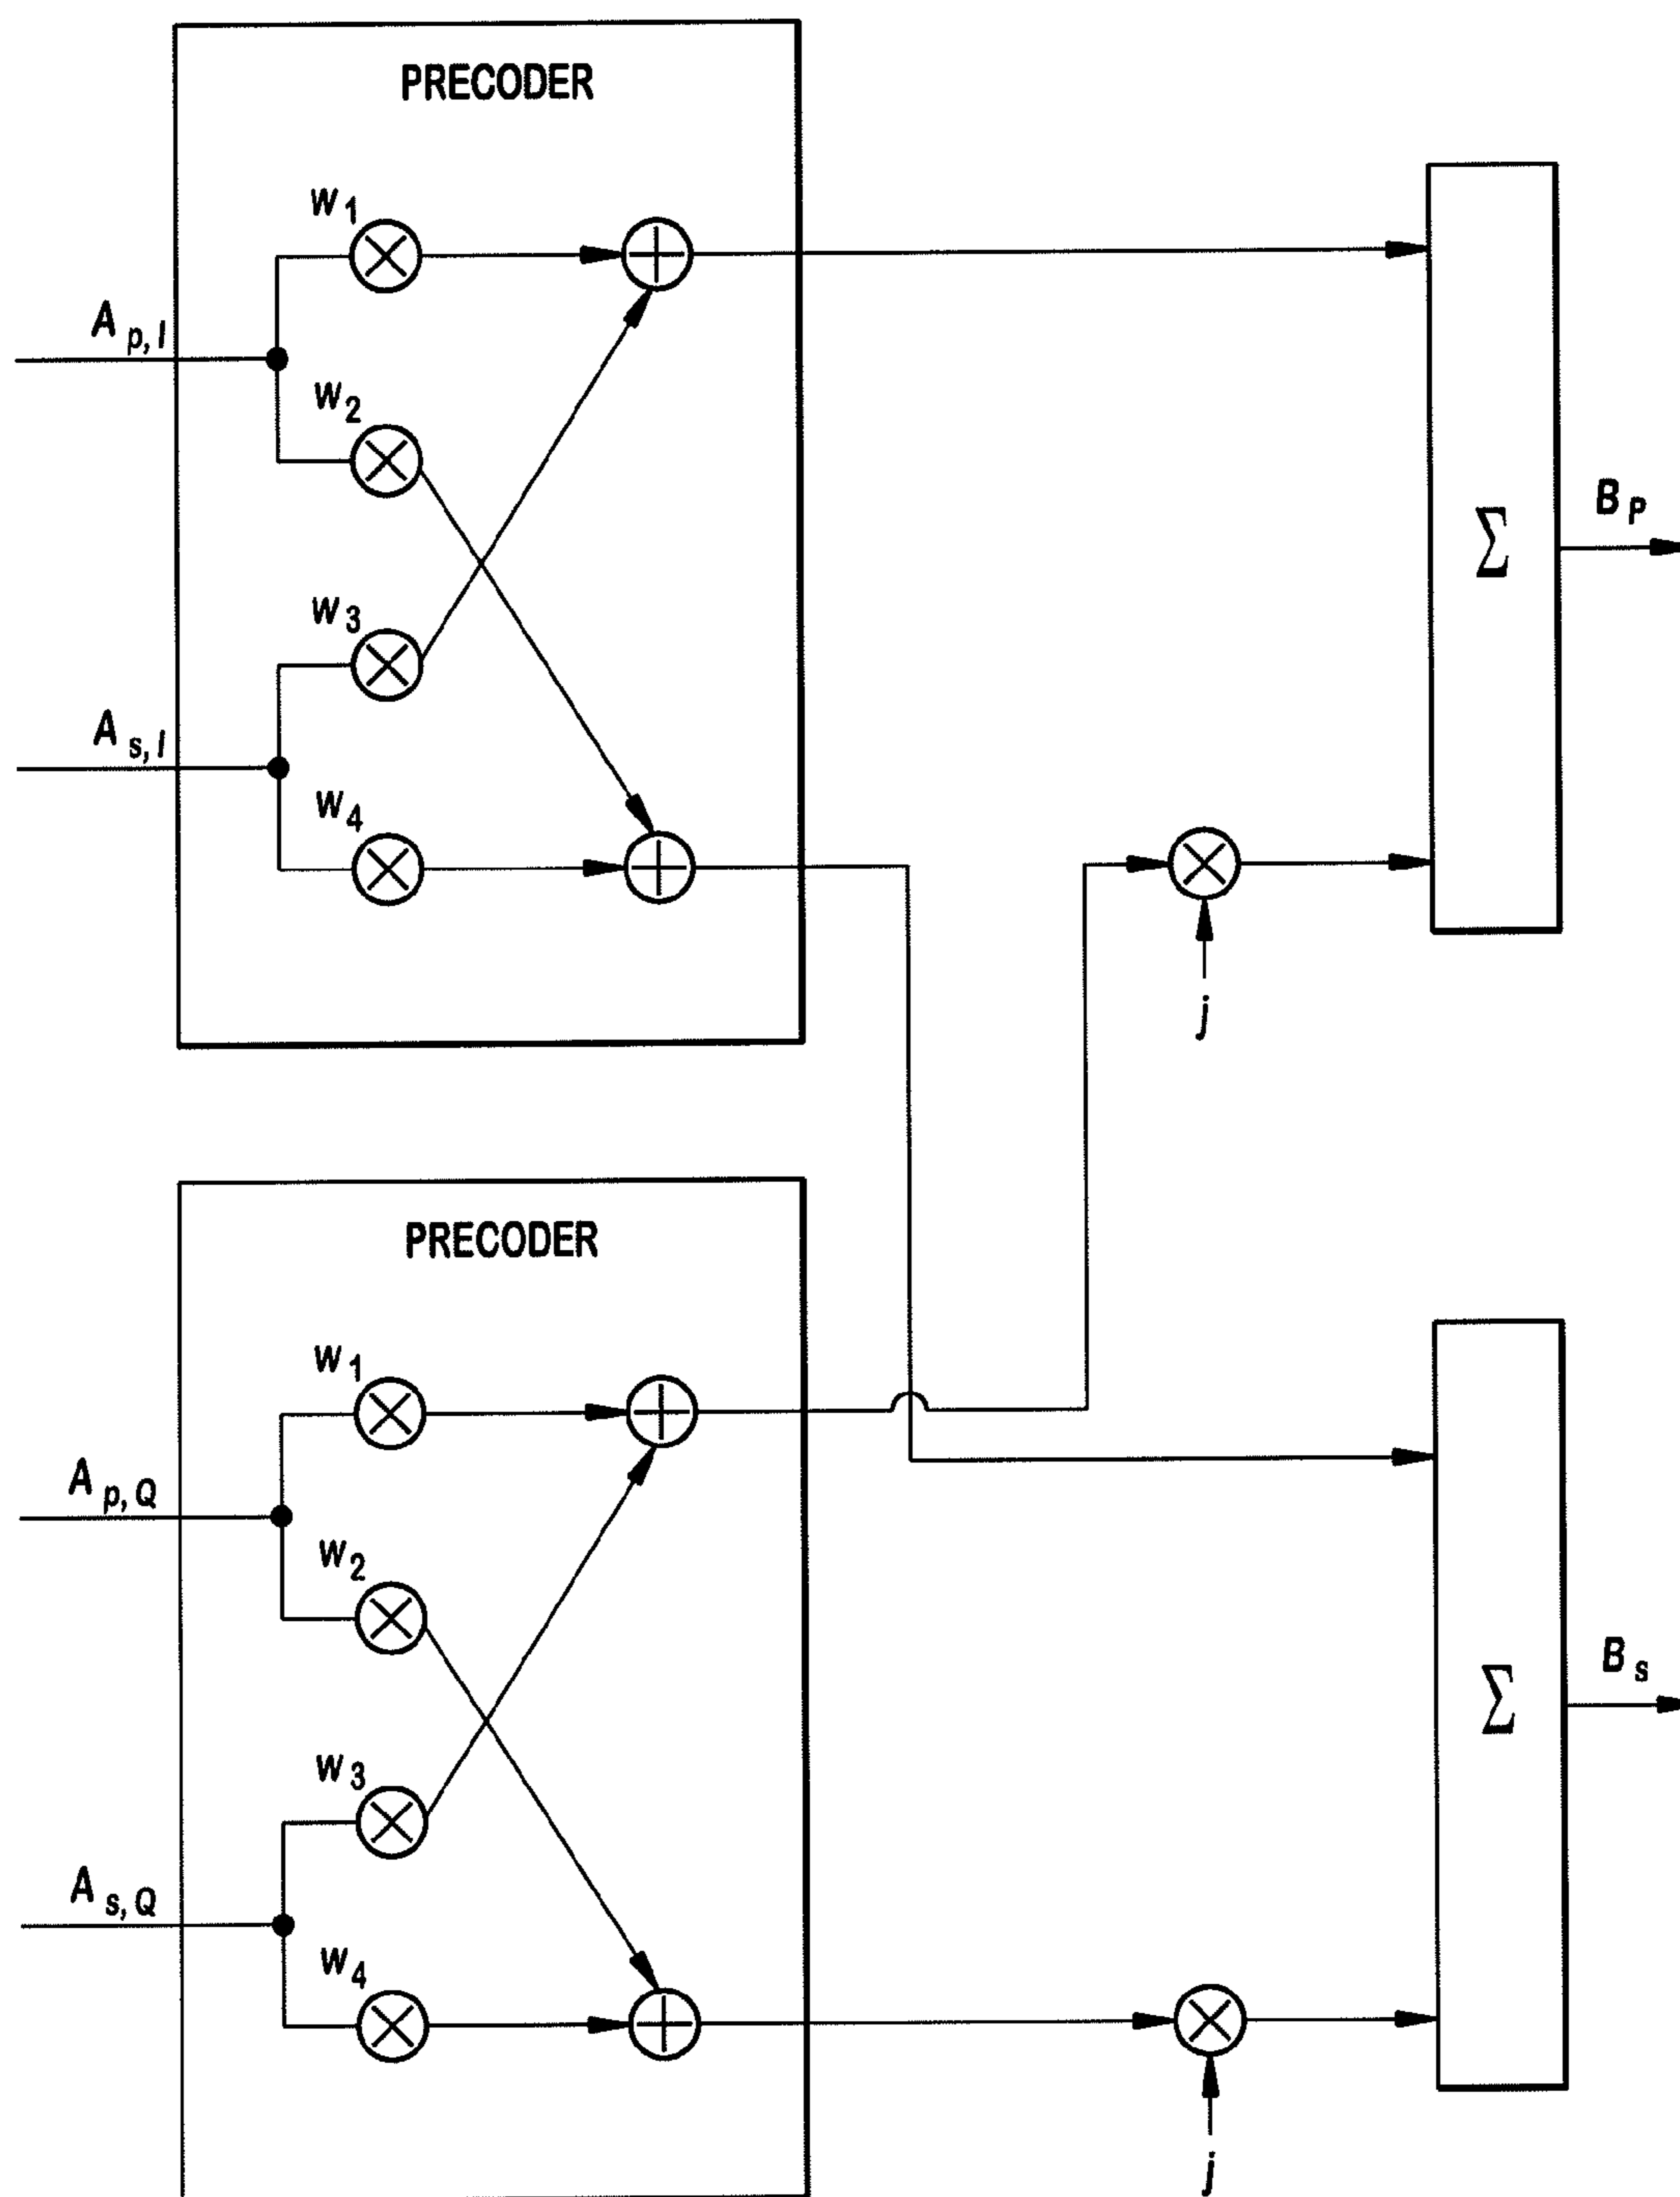 PRECODER
w1
Ap,I
w2
w3
As,I
w4
Σ
BP
j
PRECODER
w1
Ap,Q
w2
w3
As,Q
w4
Σ
Bs
j